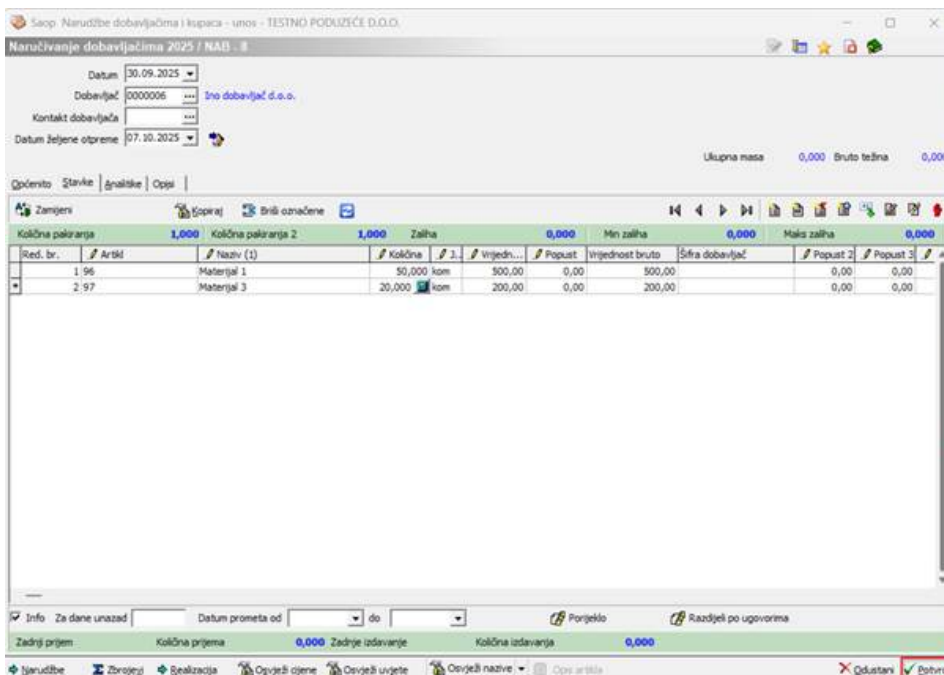 Saop Narudžbe dobavljačima i kupaca - unos - TESTNO PODUZEĆE D.O.O.
Naručivanje dobavljačima 2025 / NAB - 8
Datum 30.09.2025
Dobavljač 0000006 ... Ino dobavljač d.o.o.
Kontakt dobavljača ...
Datum željene otpreme 07.10.2025
Ukupna masa 0,000 Bruto težina 0,00
Općenito Stavke Analitike Opisi
Zamijeni Kopiraj Briši označene
Količina pakiranja 1,000 Količina pakiranja 2 1,000 Zaliha 0,000 Min zaliha 0,000 Maks zaliha 0,000
Red. br. Artikl Naziv (1) Količina J.. Vrijedn... Popust Vrijednost bruto Šifra dobavljač Popust 2 Popust 3
1 96 Materijal 1 50,000 kom 500,00 0,00 500,00 0,00 0,00
2 97 Materijal 3 20,000 kom 200,00 0,00 200,00 0,00 0,00
Info Za dane unazad Datum prometa od do Porijeklo Razdijeli po ugovorima
Zadnji prijem Količina prijema 0,000 Zadnje izdavanje Količina izdavanja 0,000
Narudžbe Zbrojevi Realizacija Osvježi cijene Osvježi uvjete Osvježi nazive Opis artikla Odustani Potvrdi